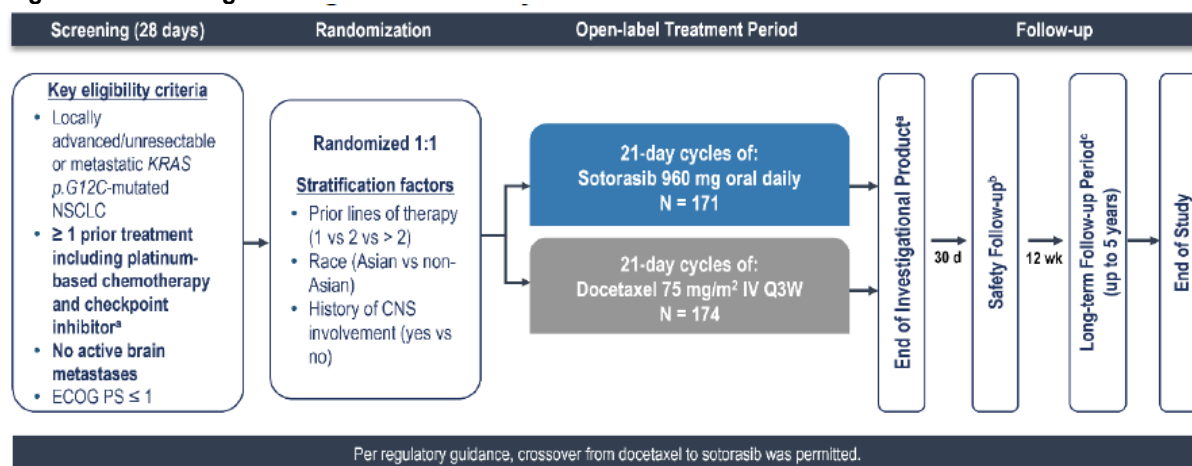 Screening (28 days)
Randomization
Open-label Treatment Period
Follow-up
Key eligibility criteria
• Locally
advanced/unresectable
or metastatic KRAS
p.G12C-mutated
NSCLC
• ≥ 1 prior treatment
including platinum-
based chemotherapy
and checkpoint
inhibitorᵃ
• No active brain
metastases
• ECOG PS ≤ 1
Randomized 1:1
Stratification factors
• Prior lines of therapy
(1 vs 2 vs > 2)
• Race (Asian vs non-
Asian)
• History of CNS
involvement (yes vs
no)
21-day cycles of:
Sotorasib 960 mg oral daily
N = 171
21-day cycles of:
Docetaxel 75 mg/m² IV Q3W
N = 174
End of Investigational Productᵃ
30 d
Safety Follow-upᵇ
12 wk
Long-term Follow-up Periodᶜ
(up to 5 years)
End of Study
Per regulatory guidance, crossover from docetaxel to sotorasib was permitted.